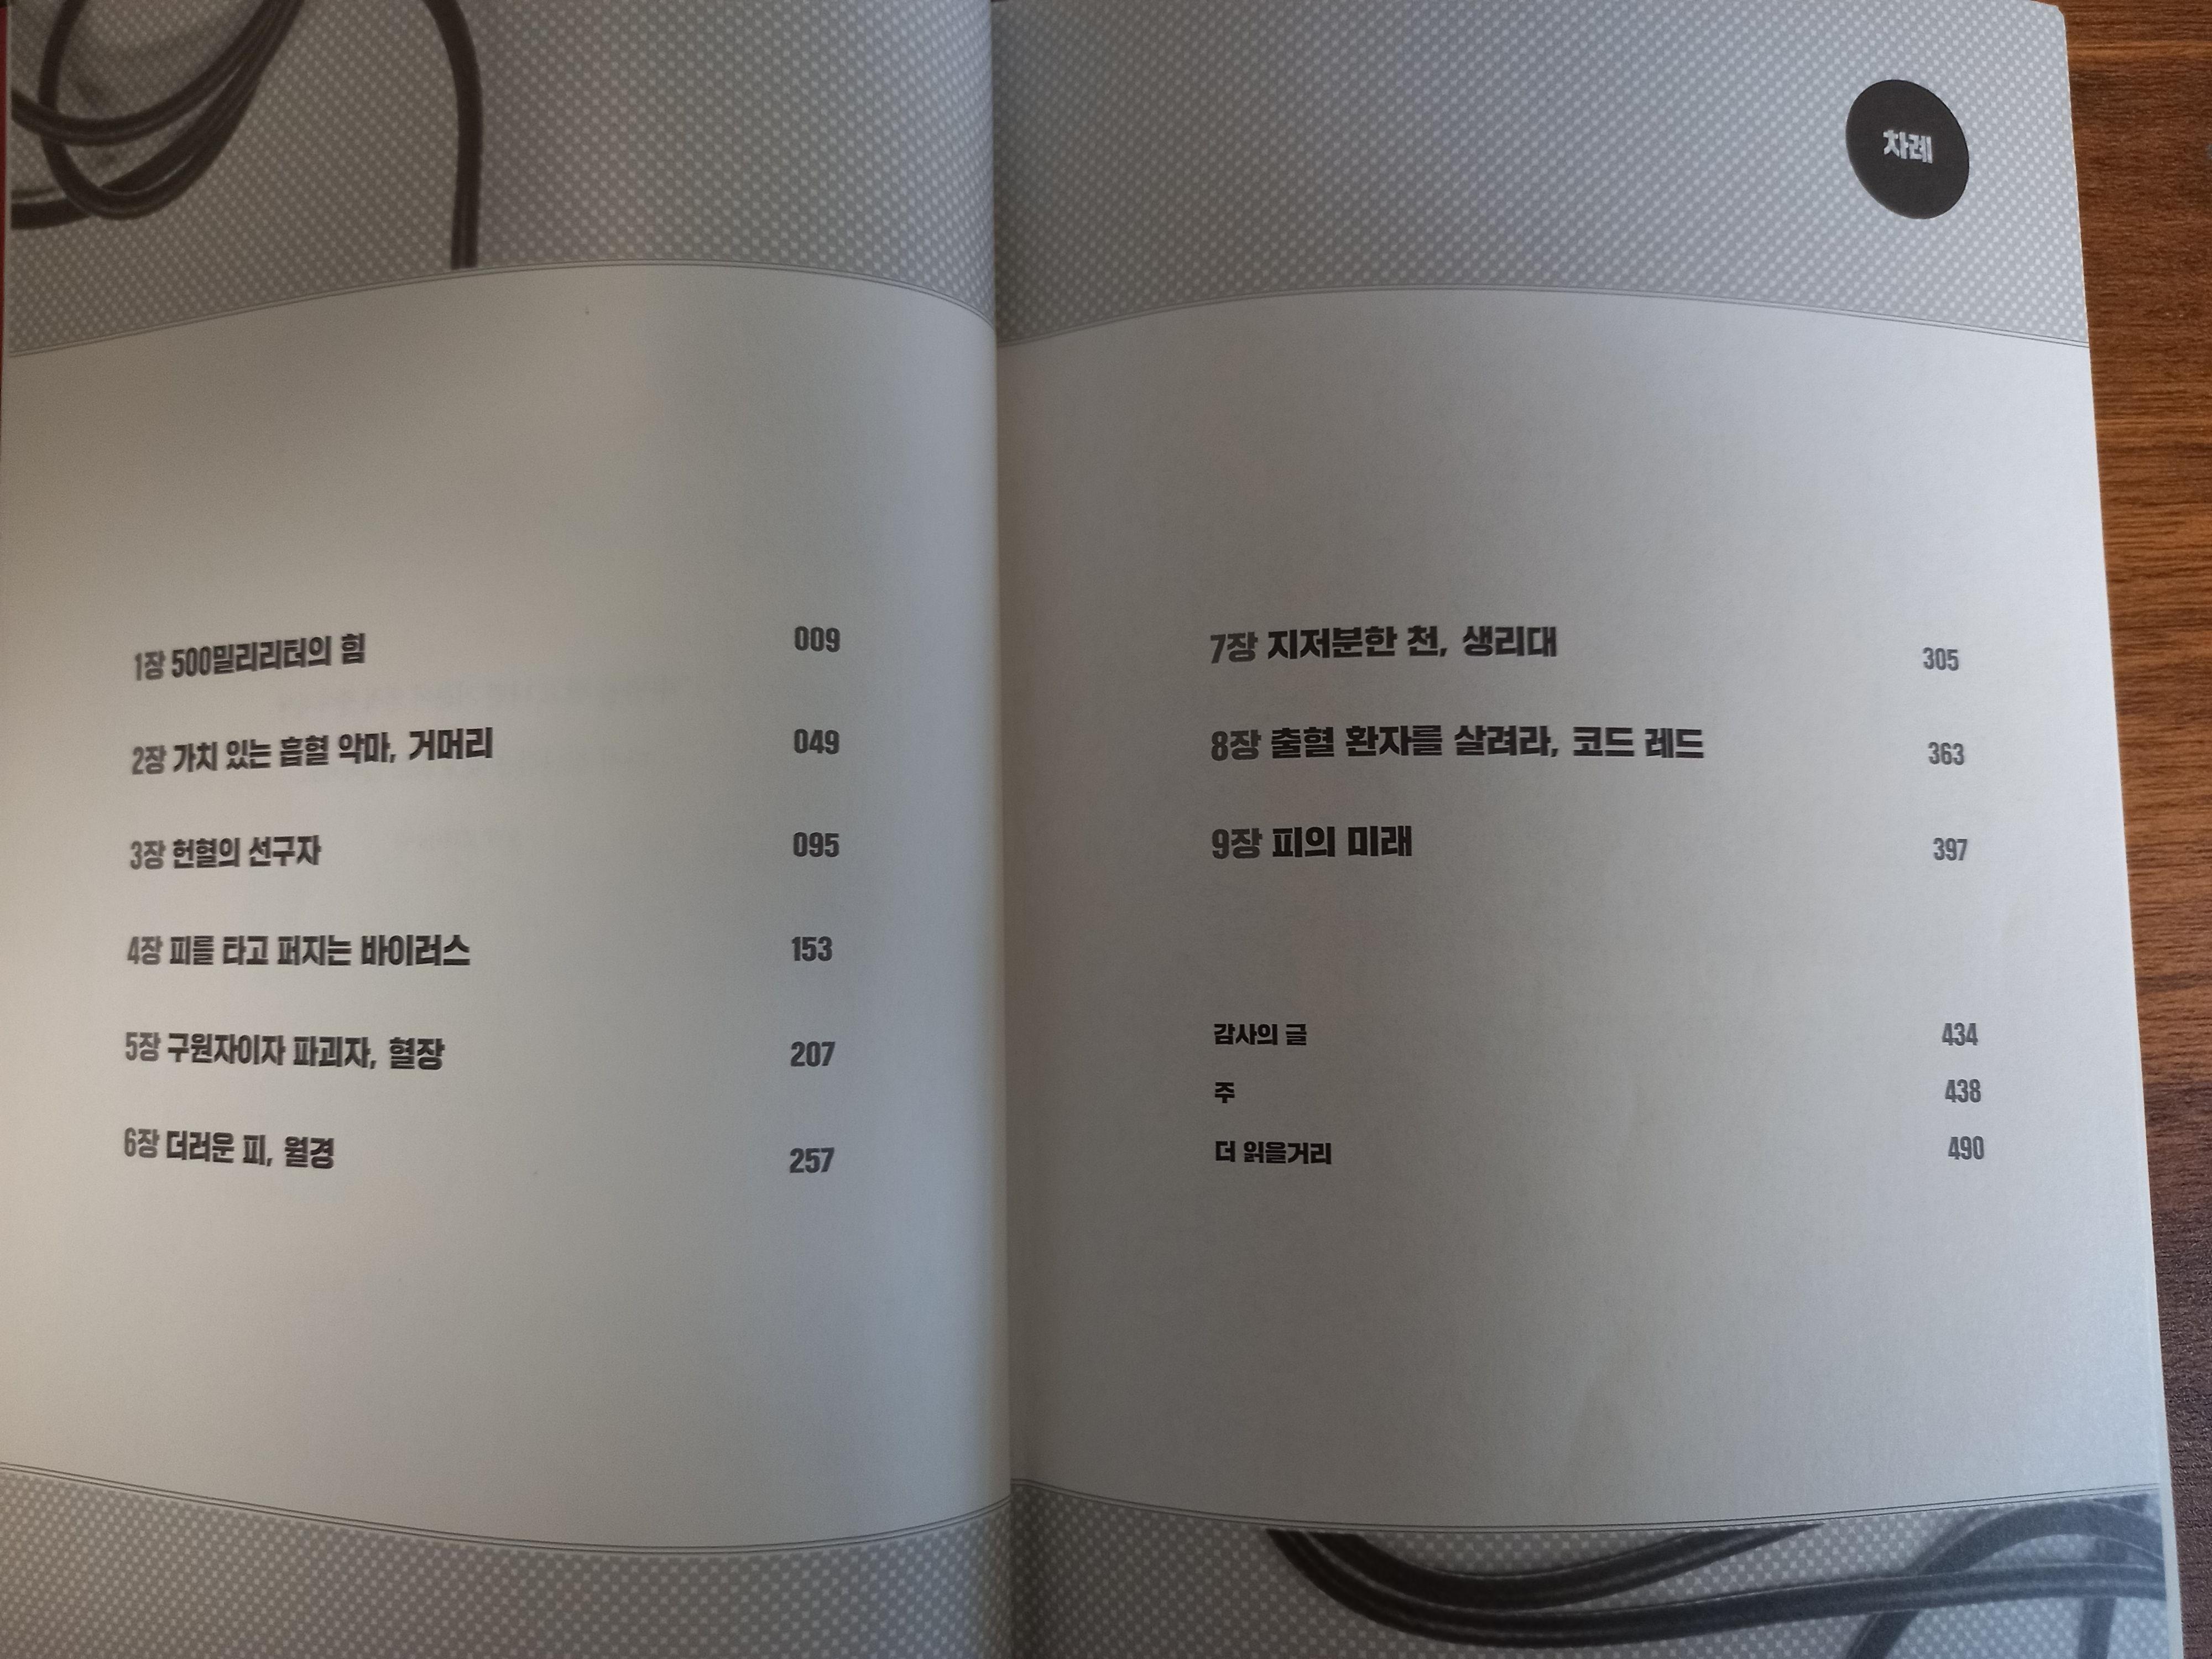 차례
1장 500밀리리터의 힘 009
2장 가치 있는 흡혈 악마, 거머리 049
3장 헌혈의 선구자 095
4장 피를 타고 퍼지는 바이러스 153
5장 구원자이자 파괴자, 혈장 207
6장 더러운 피, 월경 257
7장 지저분한 천, 생리대 305
8장 출혈 환자를 살려라, 코드 레드 363
9장 피의 미래 397
감사의 글 434
주 438
더 읽을거리 490